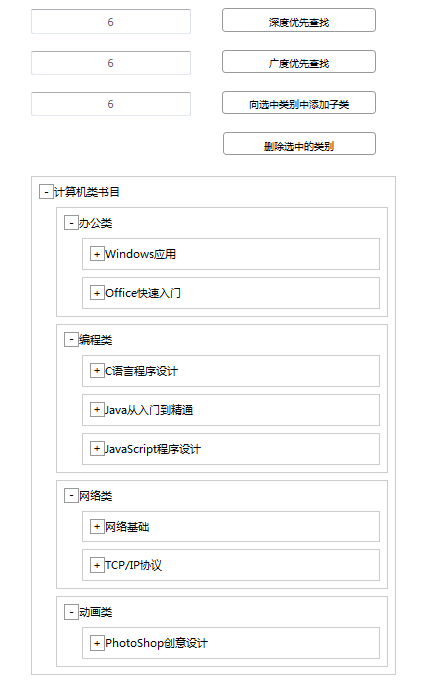 6 深度优先查找
6 广度优先查找
6 向选中类别中添加子类
删除选中的类别
- 计算机类书目
- 办公类
+ Windows应用
+ Office快速入门
- 编程类
+ C语言程序设计
+ Java从入门到精通
+ JavaScript程序设计
- 网络类
+ 网络基础
+ TCP/IP协议
- 动画类
+ PhotoShop创意设计